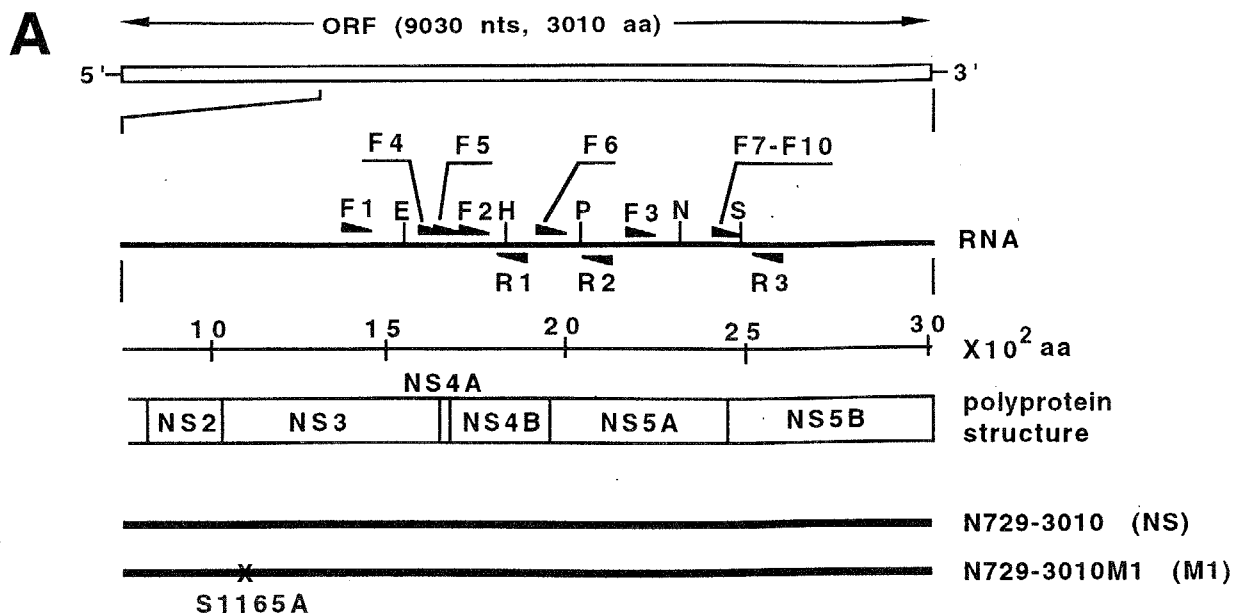 A
ORF (9030 nts, 3010 aa)
5' 3'
F4 F5 F6 F7-F10
F1 E F2 H P F3 N S
RNA
R1 R2 R3
10 15 20 25 30
X10² aa
NS4A
NS2 NS3 NS4B NS5A NS5B
polyprotein
structure
N729-3010 (NS)
X
N729-3010M1 (M1)
S1165A